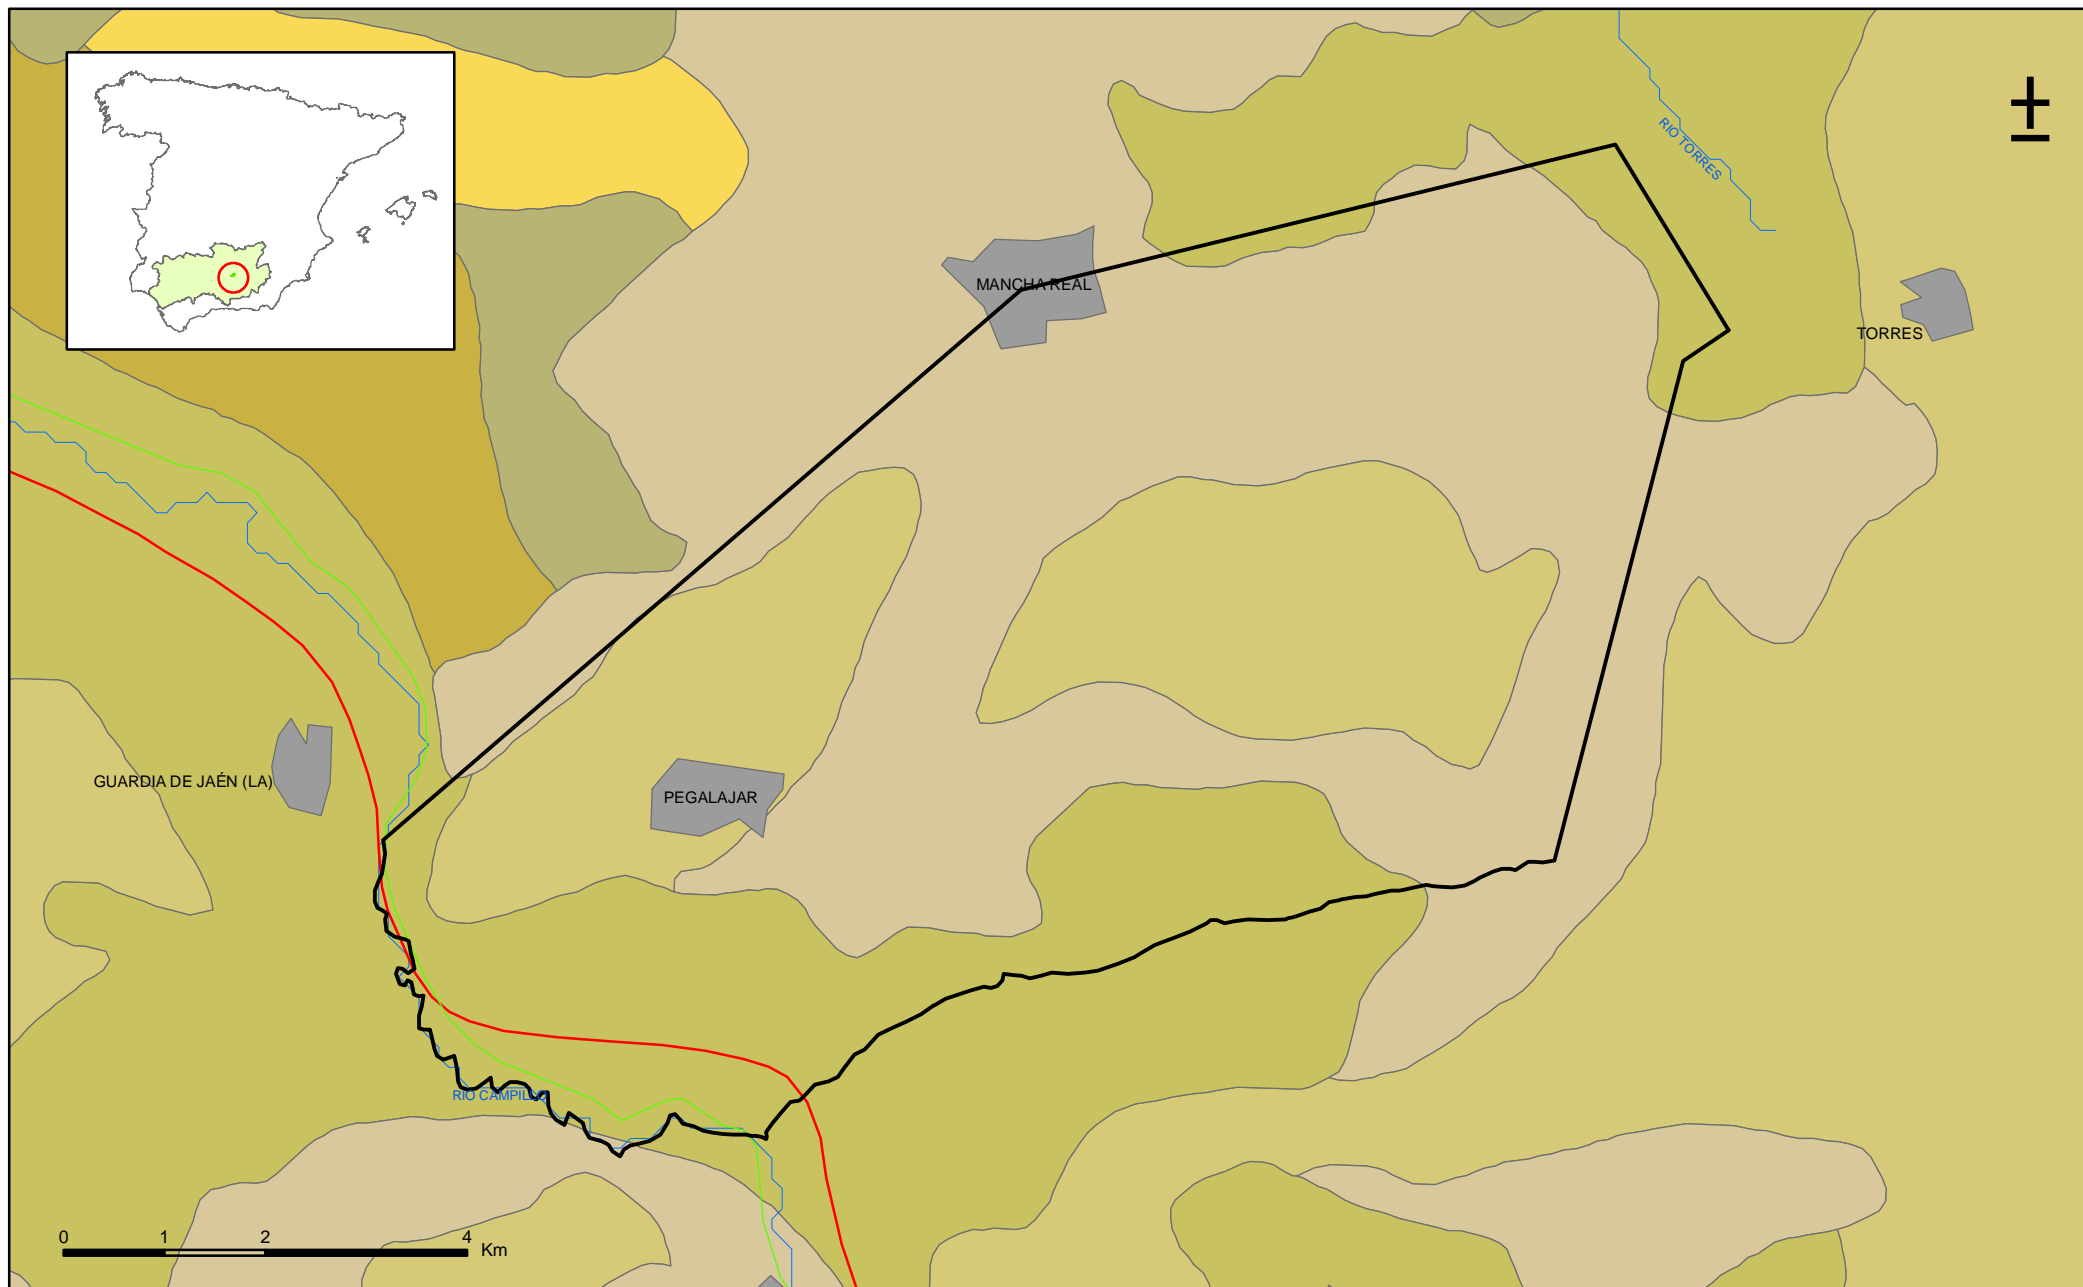 RIO TORRES
MANCHA REAL
TORRES
GUARDIA DE JAÉN (LA)
PEGALAJAR
RIO CAMPILLO
0 1 2 4
Km